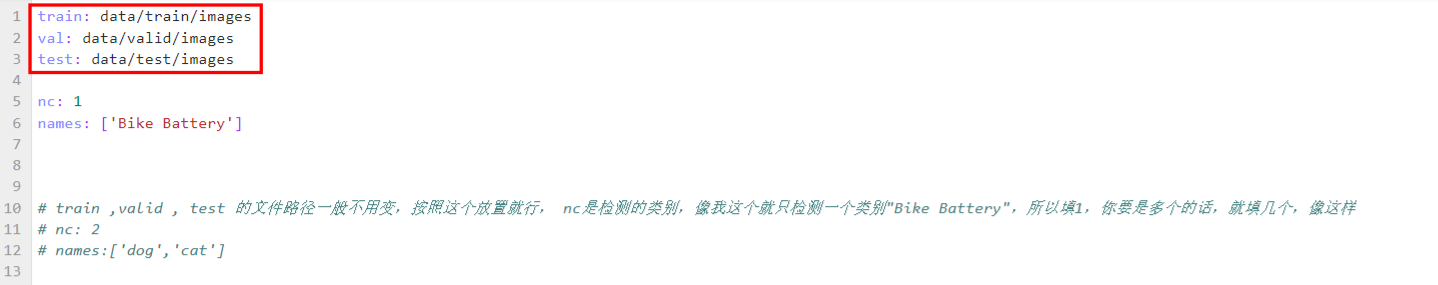 1 train: data/train/images
2 val: data/valid/images
3 test: data/test/images
4
5 nc: 1
6 names: ['Bike Battery']
7
8
9
10 # train ,valid , test 的文件路径一般不用变，按照这个放置就行， nc是检测的类别，像我这个就只检测一个类别"Bike Battery"，所以填1，你要是多个的话，就填几个，像这样
11 # nc: 2
12 # names:['dog','cat']
13